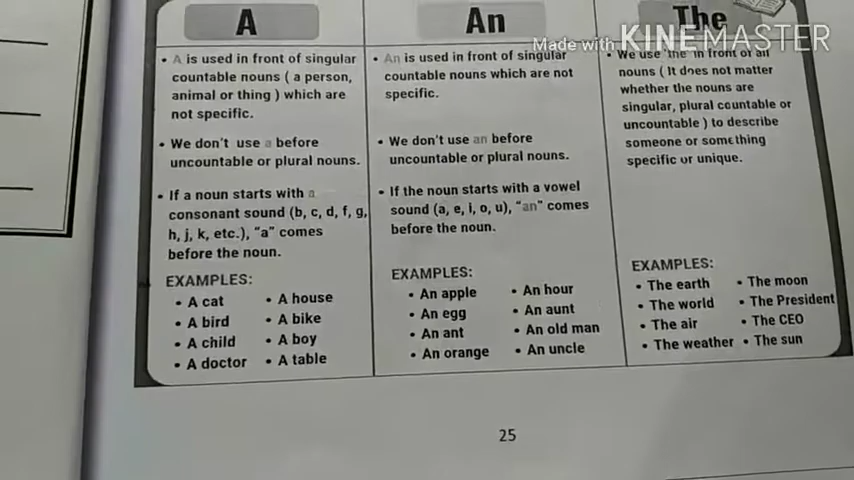 A
• A is used in front of singular
countable nouns ( a person,
animal or thing ) which are
not specific.
• We don't use a before
uncountable or plural nouns.
• If a noun starts with a
consonant sound (b, c, d, f, g,
h, j, k, etc.), "a" comes
before the noun.
EXAMPLES:
• A cat • A house
• A bird • A bike
• A child • A boy
• A doctor • A table
An
• An is used in front of singular
countable nouns which are not
specific.
• We don't use an before
uncountable or plural nouns.
• If the noun starts with a vowel
sound (a, e, i, o, u), "an" comes
before the noun.
EXAMPLES:
• An apple • An hour
• An egg • An aunt
• An ant • An old man
• An orange • An uncle
The
Made with KINEMASTER
• We use 'the' in front of all
nouns ( It does not matter
whether the nouns are
singular, plural countable or
uncountable ) to describe
someone or something
specific or unique.
EXAMPLES:
• The earth • The moon
• The world • The President
• The air • The CEO
• The weather • The sun
25